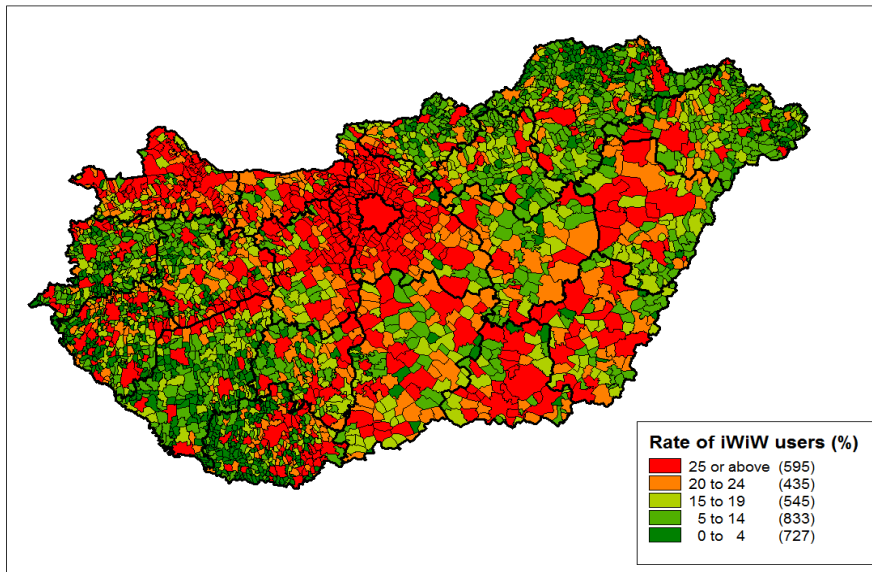 Rate of iWiW users (%)
25 or above (595)
20 to 24 (435)
15 to 19 (545)
5 to 14 (833)
0 to 4 (727)